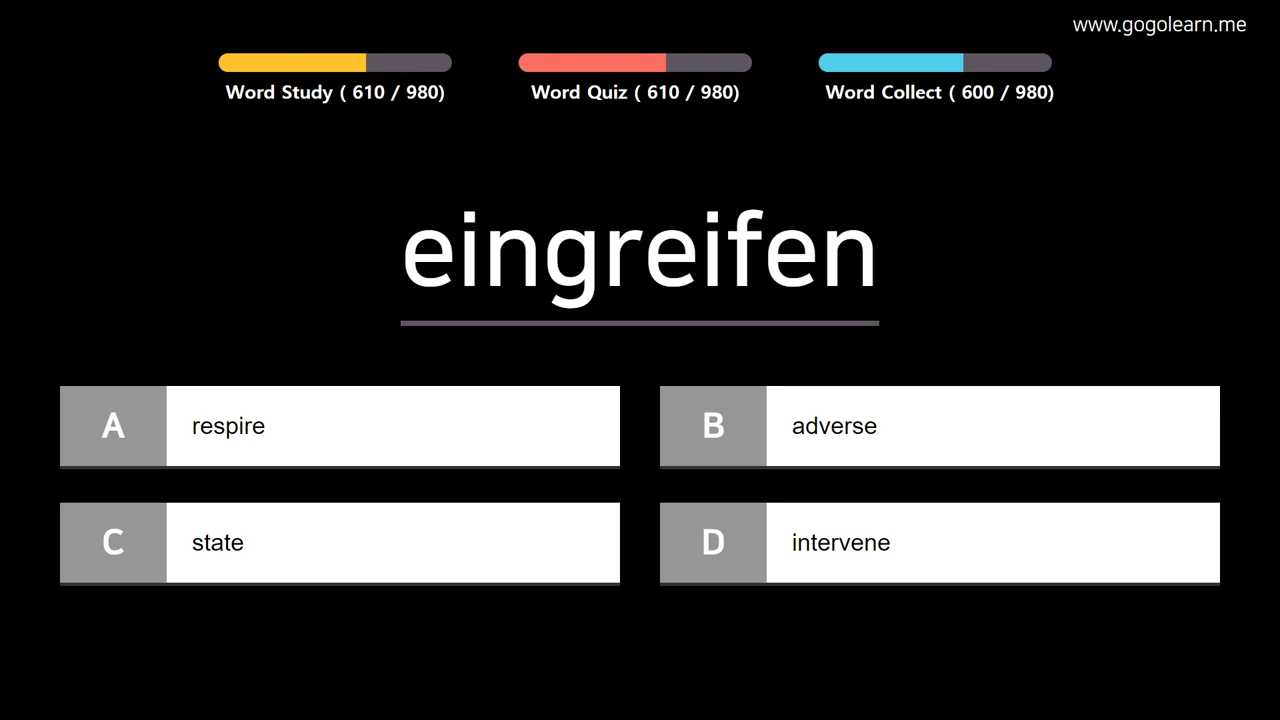 www.gogolearn.me
Word Study ( 610 / 980)
Word Quiz ( 610 / 980)
Word Collect ( 600 / 980)
eingreifen
A respire
B adverse
C state
D intervene